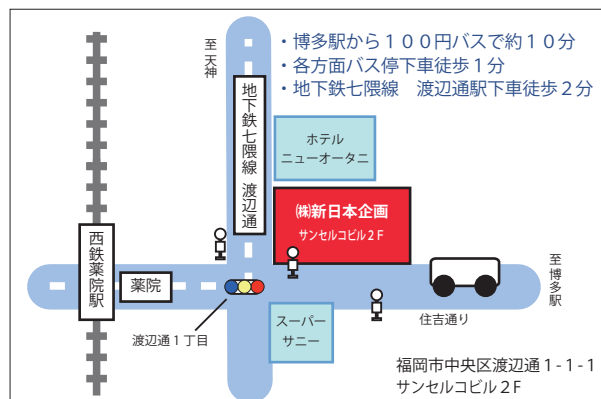 ・博多駅から１００円バスで約１０分
・各方面バス停下車徒歩１分
・地下鉄七隈線　渡辺通駅下車徒歩２分
至 天神
地下鉄七隈線 渡辺通
ホテル
ニューオータニ
㈱新日本企画
サンセルコビル２Ｆ
西鉄薬院駅
薬院
至 博多駅
渡辺通１丁目
スーパー
サニー
住吉通り
福岡市中央区渡辺通１-１-１
サンセルコビル２Ｆ